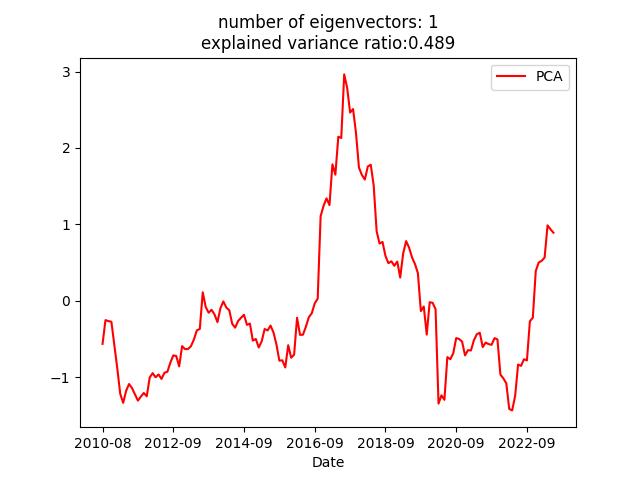 number of eigenvectors: 1
explained variance ratio:0.489
PCA
3
2
1
0
−1
2010-08 2012-09 2014-09 2016-09 2018-09 2020-09 2022-09
Date